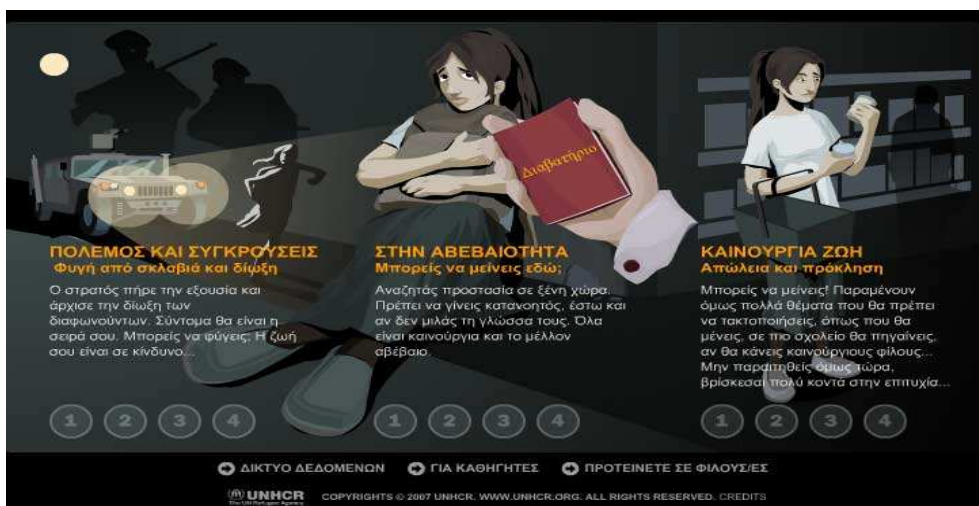 Διαβατήριο
ΠΟΛΕΜΟΣ ΚΑΙ ΣΥΓΚΡΟΥΣΕΙΣ
Φυγή από σκλαβιά και δίωξη
Ο στρατός πήρε την εξουσία και
άρχισε την δίωξη των
διαφωνούντων. Σύντομα θα είναι η
σειρά σου. Μπορείς να φύγεις; Η ζωή
σου είναι σε κίνδυνο...
1 2 3 4
ΣΤΗΝ ΑΒΕΒΑΙΟΤΗΤΑ
Μπορείς να μείνεις εδώ;
Αναζητάς προστασία σε ξένη χώρα.
Πρέπει να γίνεις κατανοητός, έστω και
αν δεν μιλάς τη γλώσσα τους. Όλα
είναι καινούργια και το μέλλον
αβέβαιο.
1 2 3 4
ΚΑΙΝΟΥΡΓΙΑ ΖΩΗ
Απώλεια και πρόκληση
Μπορείς να μείνεις! Παραμένουν
όμως πολλά θέματα που θα πρέπει
να τακτοποιήσεις, όπως που θα
μένεις, σε πιο σχολείο θα πηγαίνεις,
αν θα κάνεις καινούργιους φίλους...
Μην παραιτηθείς όμως τώρα,
βρίσκεσαι πολύ κοντά στην επιτυχία...
1 2 3 4
ΔΙΚΤΥΟ ΔΕΔΟΜΕΝΩΝ ΓΙΑ ΚΑΘΗΓΗΤΕΣ ΠΡΟΤΕΙΝΕΤΕ ΣΕ ΦΙΛΟΥΣ/ΕΣ
UNHCR COPYRIGHTS © 2007 UNHCR. WWW.UNHCR.ORG. ALL RIGHTS RESERVED. CREDITS
The UN Refugee Agency